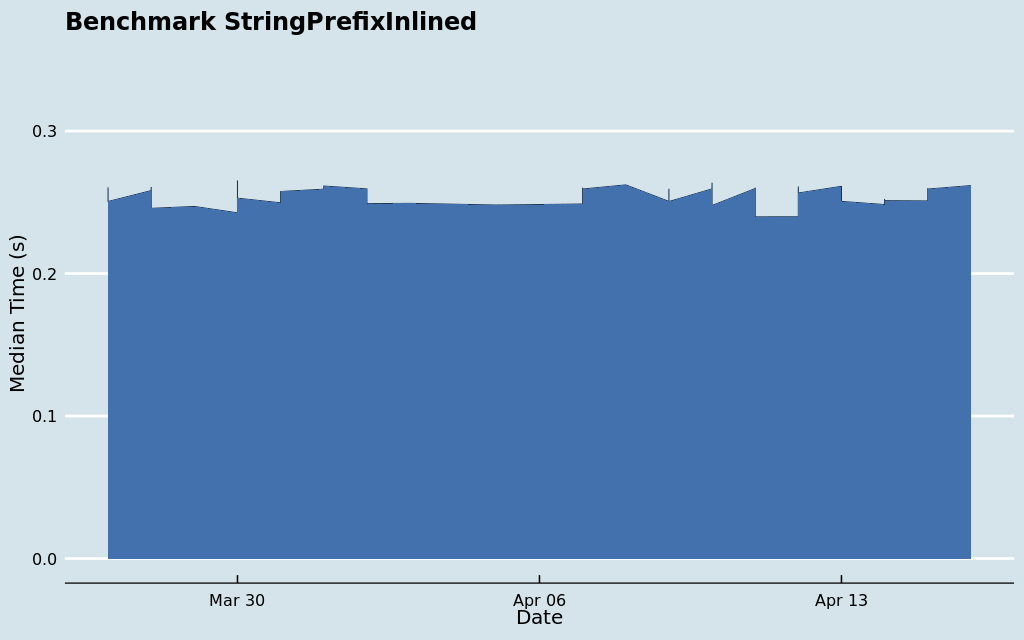 Benchmark StringPrefixInlined
0.3
0.2
0.1
0.0
Median Time (s)
Mar 30
Apr 06
Apr 13
Date